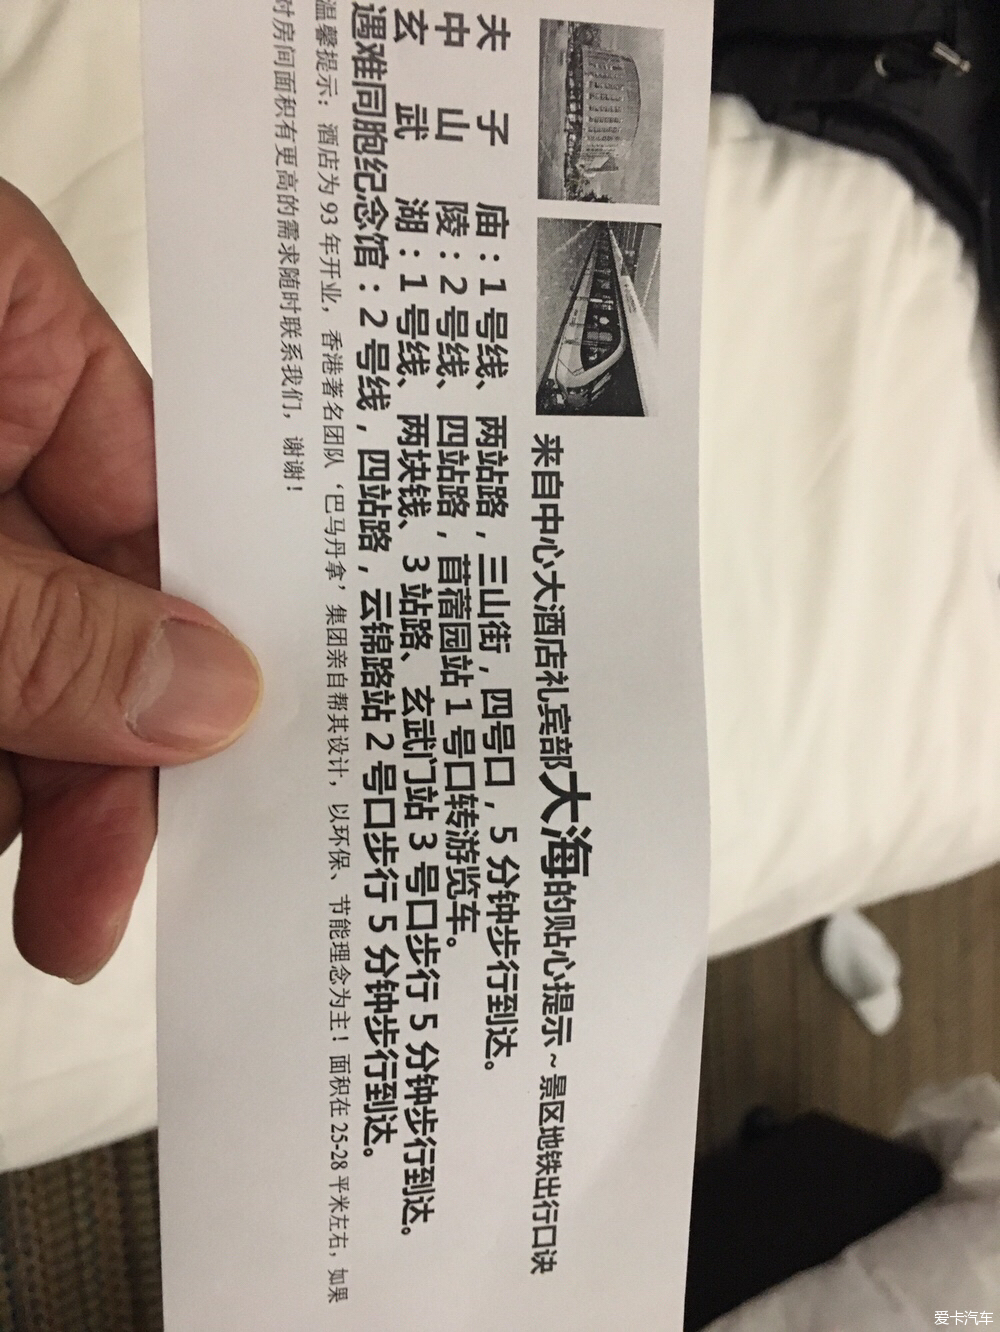 来自中心大酒店礼宾部大海的贴心提示~景区地铁出行口诀
夫子庙：1号线、两站路，三山街，四号口，5分钟步行到达。
中山陵：2号线、四站路，苜蓿园站1号口转游览车。
玄武湖：1号线、两块钱、3站路、玄武门站3号口步行5分钟步行到达。
遇难同胞纪念馆：2号线，四站路，云锦路站2号口步行5分钟步行到达。
温馨提示：酒店为93年开业，香港著名团队‘巴马丹拿’集团亲自帮其设计，以环保、节能理念为主！面积在25-28平米左右，如果
对房间面积有更高的需求随时联系我们，谢谢！
爱卡汽车